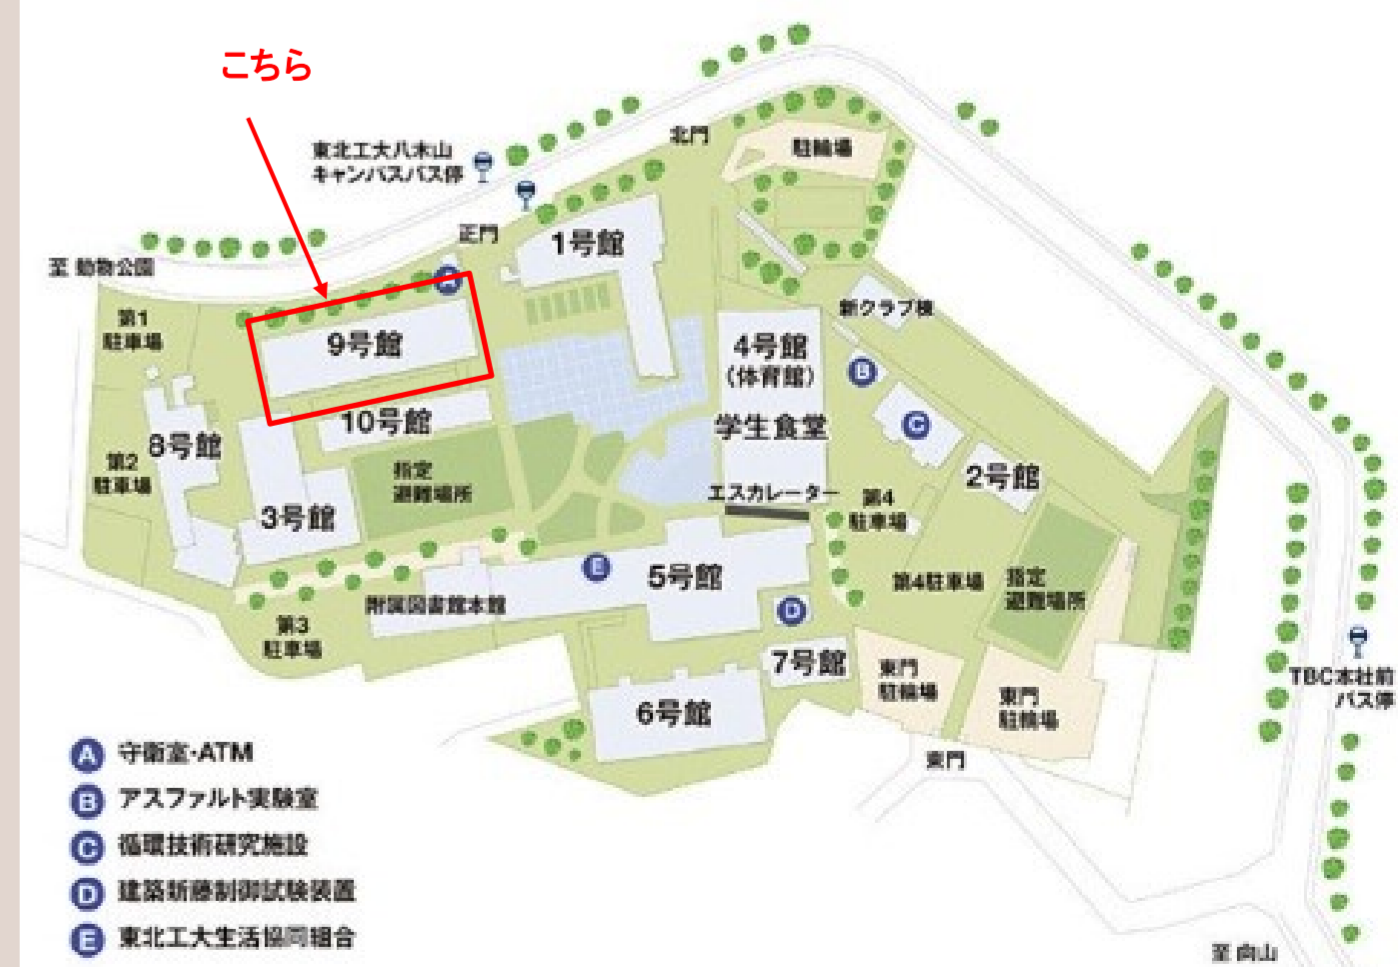 こちら
東北工大八木山
キャンパスバス停
北門
駐輪場
正門
1号館
至 動物公園
第1
駐車場
9号館
新クラブ棟
4号館
(体育館)
学生食堂
10号館
8号館
第2
駐車場
指定
避難場所
3号館
エスカレーター
第4
駐車場
2号館
A
B
C
E
5号館
D
第4駐車場
指定
避難場所
附属図書館本館
第3
駐車場
7号館
6号館
東門
駐輪場
東門
駐輪場
東門
TBC本社前
バス停
A 守衛室・ATM
B アスファルト実験室
C 循環技術研究施設
D 建築新藤制御試験装置
E 東北工大生活協同組合
至 向山